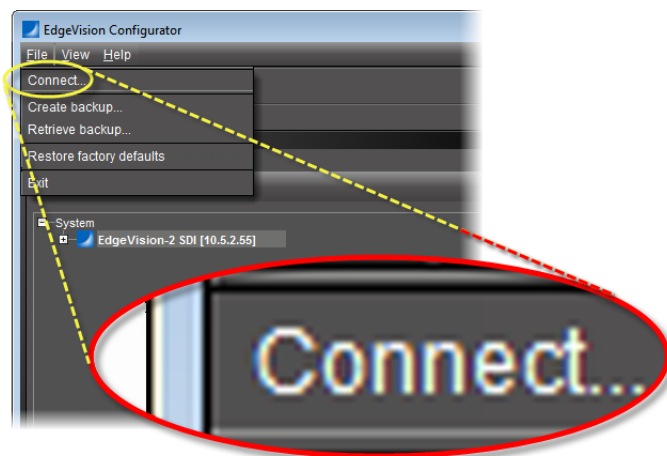 EdgeVision Configurator
File View Help
Connect...
Create backup...
Retrieve backup...
Restore factory defaults
Exit
System
EdgeVision-2 SDI [10.5.2.55]
Connect...